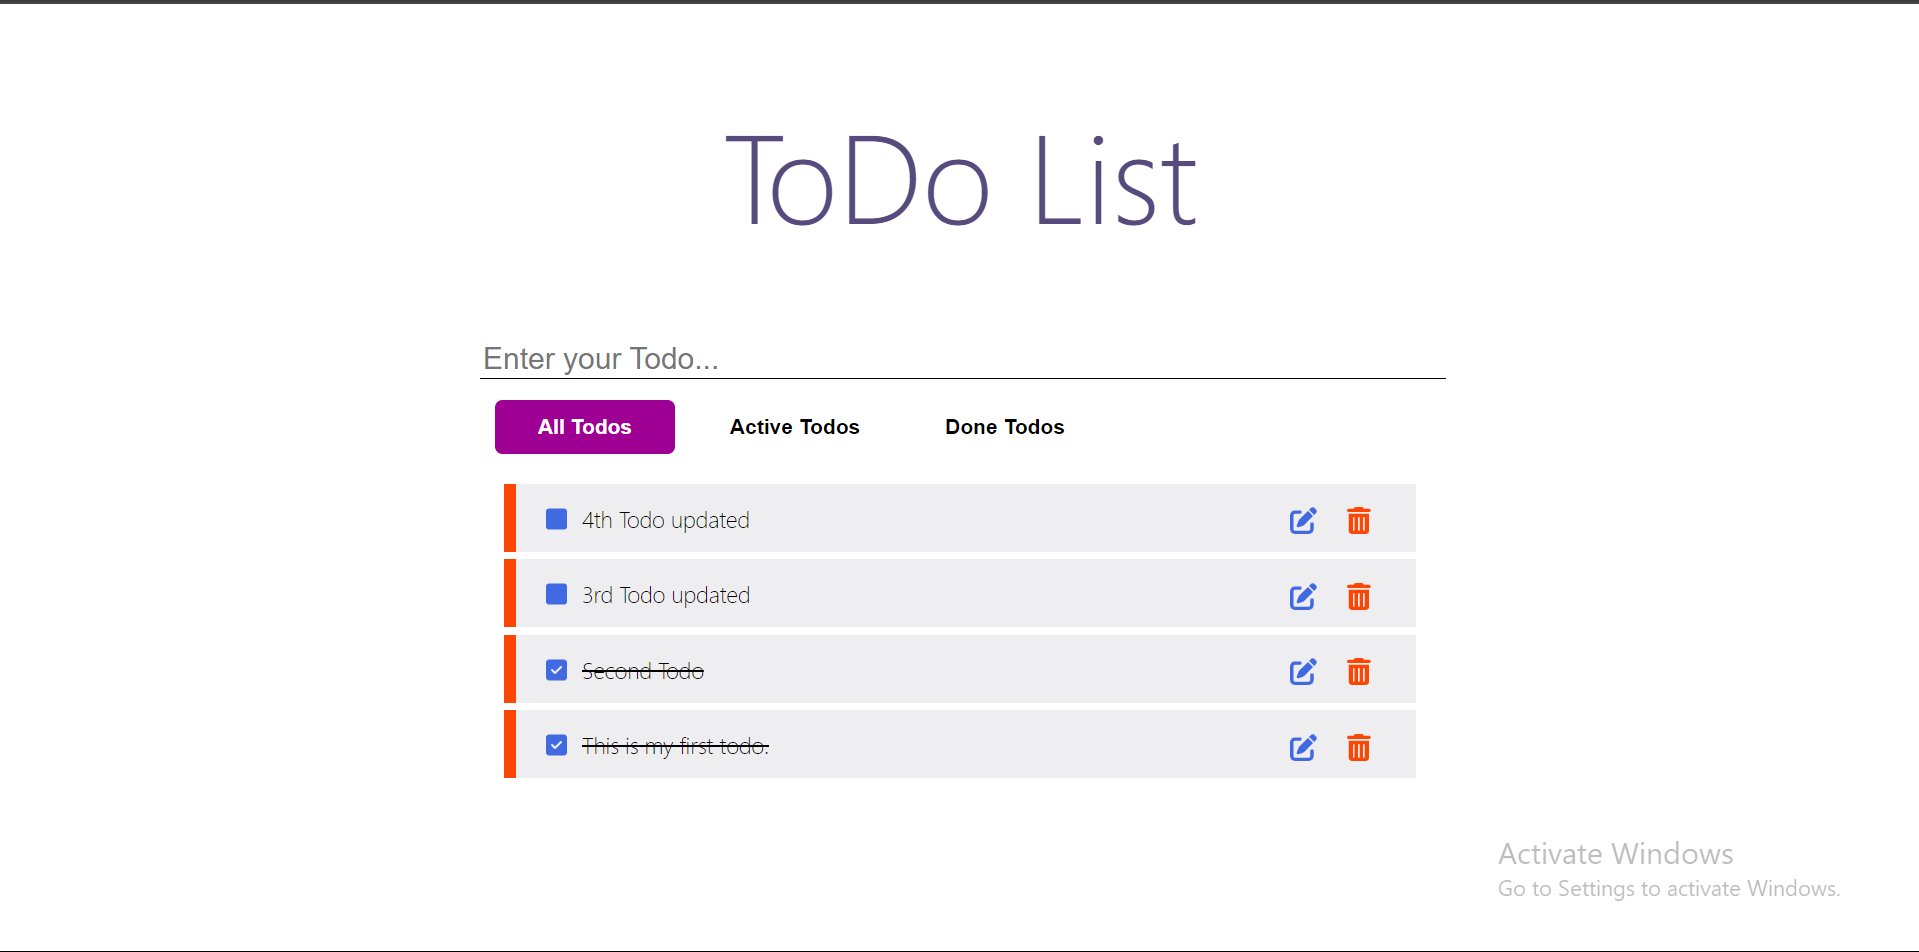 ToDo List
Enter your Todo...
All Todos Active Todos Done Todos
4th Todo updated
3rd Todo updated
Second Todo
This is my first todo.
Activate Windows
Go to Settings to activate Windows.